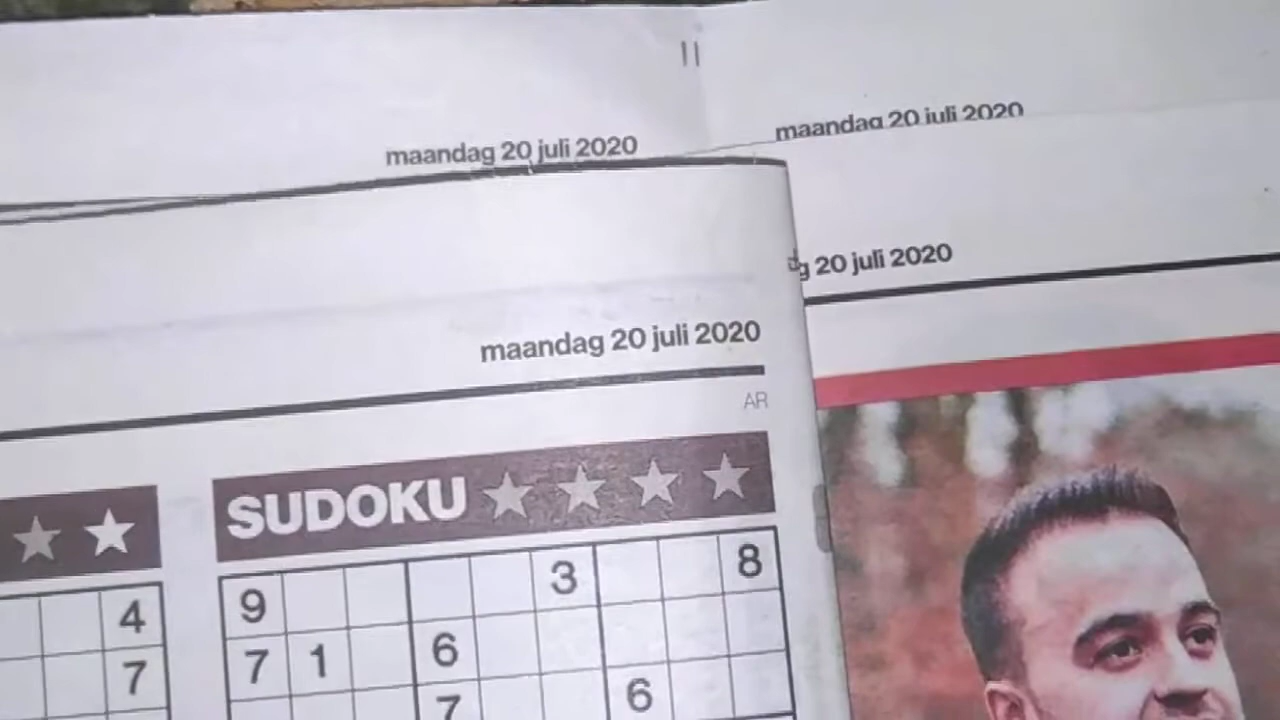 maandag 20 juli 2020
maandag 20 juli 2020
20 juli 2020
maandag 20 juli 2020
AR
SUDOKU
4
7
9 3 8
7 1 6
7 6